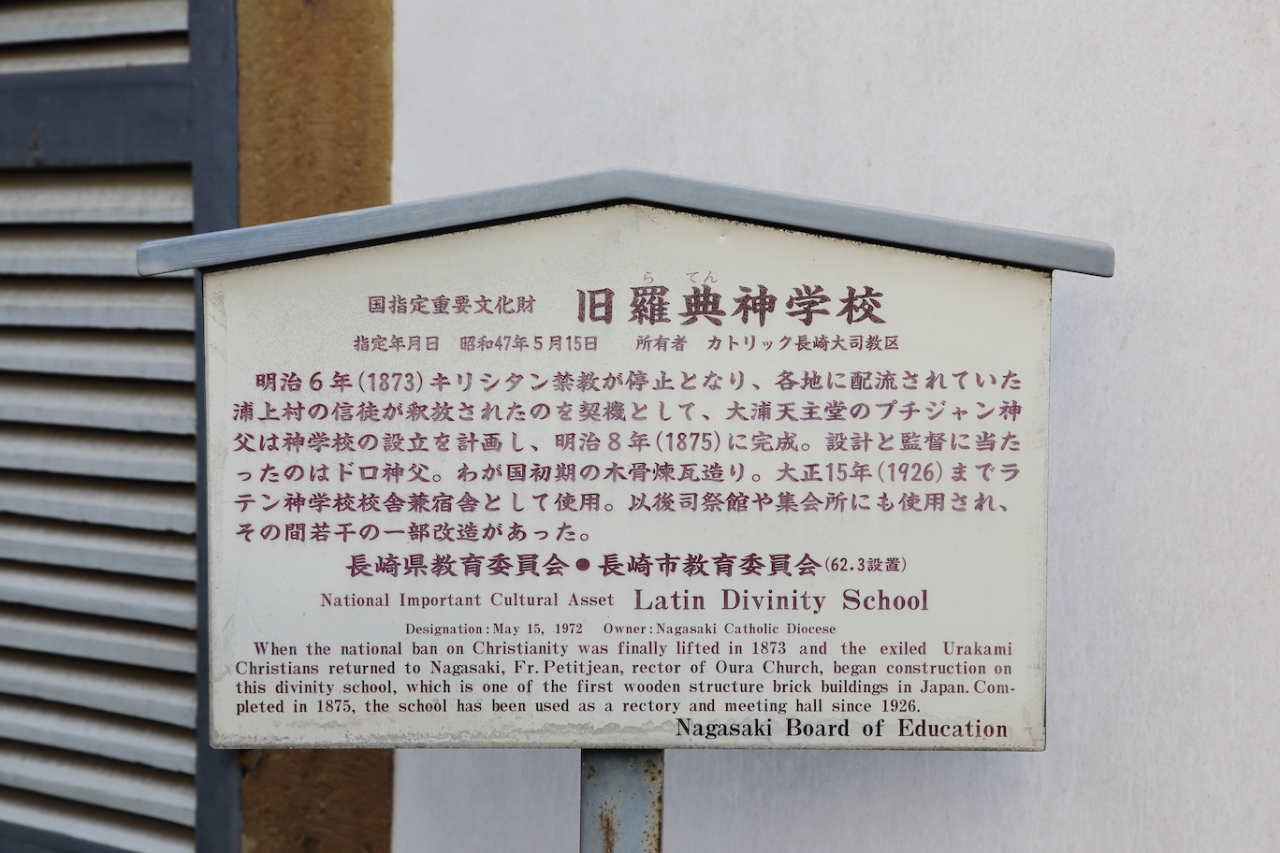 国指定重要文化財 旧羅典神学校
ら てん
指定年月日 昭和47年5月15日 所有者 カトリック長崎大司教区
明治6年(1873)キリシタン禁教が停止となり、各地に配流されていた
浦上村の信徒が釈放されたのを契機として、大浦天主堂のプチジャン神
父は神学校の設立を計画し、明治8年(1875)に完成。設計と監督に当た
ったのはドロ神父。わが国初期の木骨煉瓦造り。大正15年(1926)までラ
テン神学校校舎兼宿舎として使用。以後司祭館や集会所にも使用され、
その間若干の一部改造があった。
長崎県教育委員会●長崎市教育委員会(62.3設置)
National Important Cultural Asset Latin Divinity School
Designation:May 15, 1972 Owner:Nagasaki Catholic Diocese
When the national ban on Christianity was finally lifted in 1873 and the exiled Urakami
Christians returned to Nagasaki, Fr. Petitjean, rector of Oura Church, began construction on
this divinity school, which is one of the first wooden structure brick buildings in Japan. Com-
pleted in 1875, the school has been used as a rectory and meeting hall since 1926.
Nagasaki Board of Education